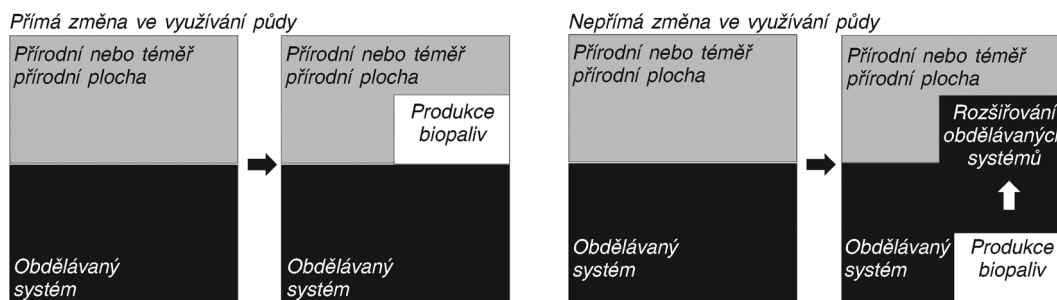 Přímá změna ve využívání půdy
Přírodní nebo téměř
přírodní plocha
Obdělávaný
systém
Přírodní nebo téměř
přírodní plocha
Produkce
biopaliv
Obdělávaný
systém
Nepřímá změna ve využívání půdy
Přírodní nebo téměř
přírodní plocha
Obdělávaný
systém
Přírodní nebo téměř
přírodní plocha
Rozšiřování
obdělávaných
systémů
Obdělávaný
systém
Produkce
biopaliv